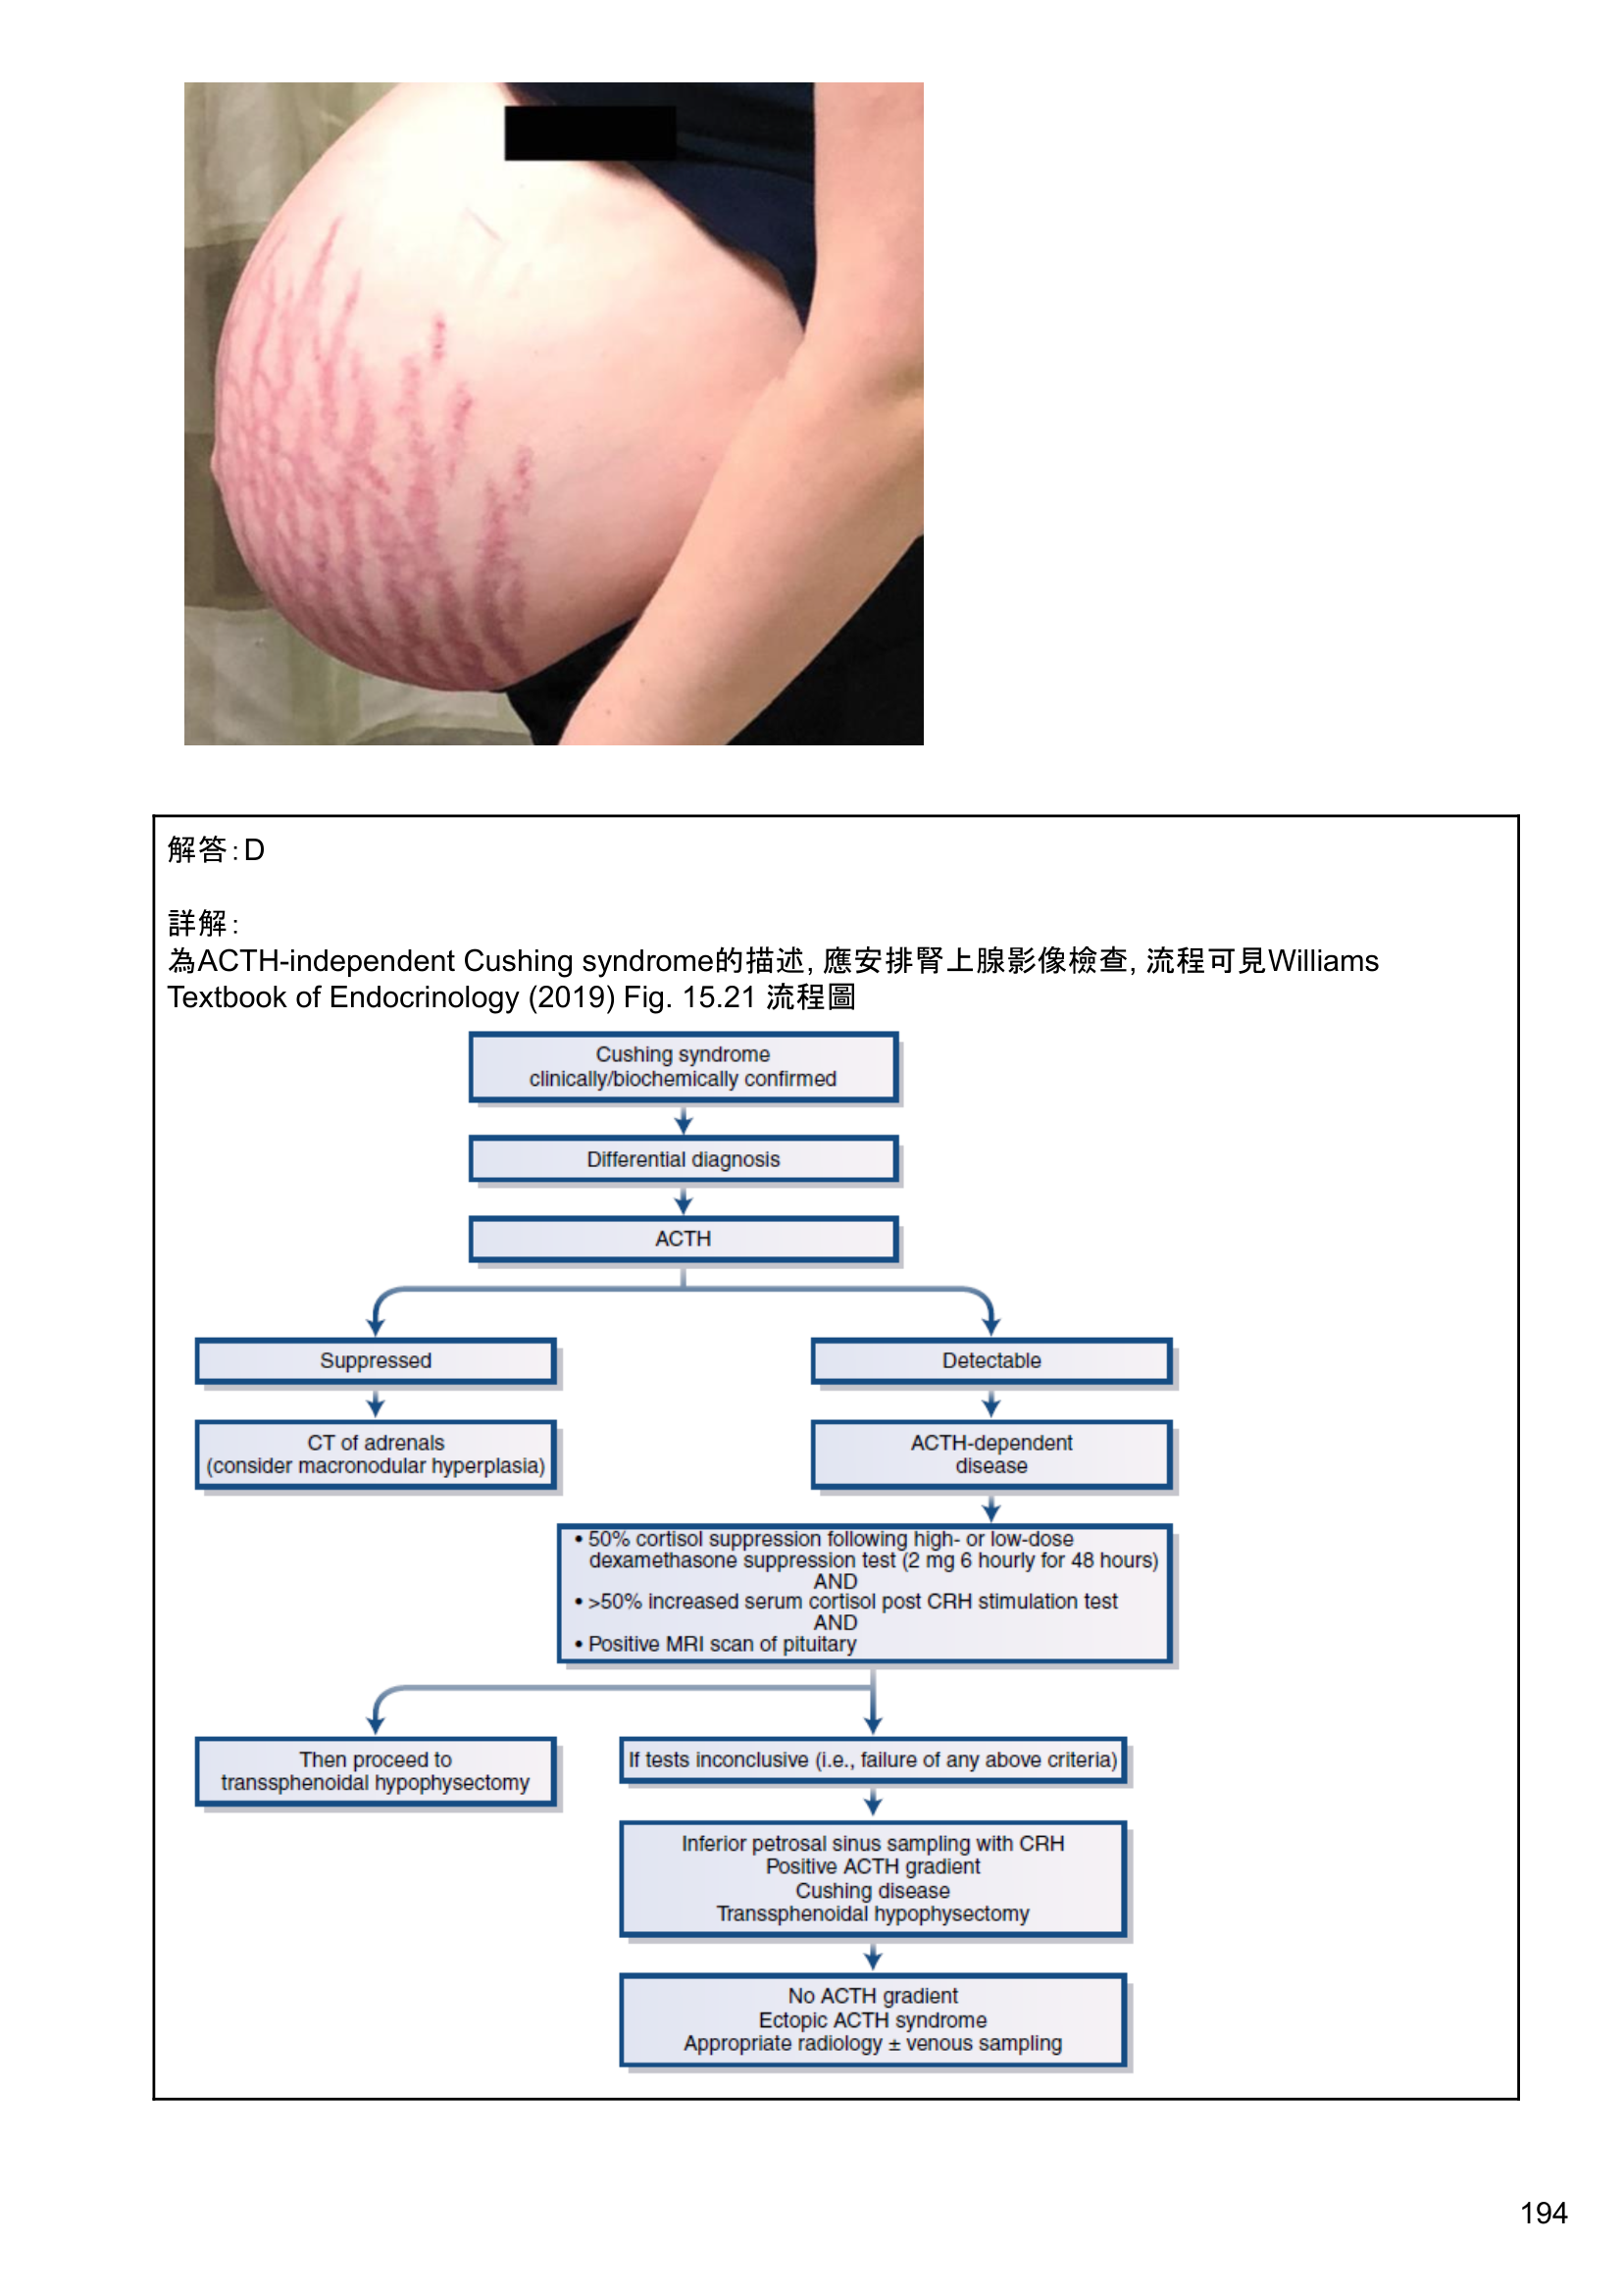 解答：D
詳解：
為ACTH-independent Cushing syndrome的描述, 應安排腎上腺影像檢查, 流程可見Williams
Textbook of Endocrinology (2019) Fig. 15.21 流程圖
Cushing syndrome
clinically/biochemically confirmed
Differential diagnosis
ACTH
Suppressed
Detectable
CT of adrenals
(consider macronodular hyperplasia)
ACTH-dependent
disease
• 50% cortisol suppression following high- or low-dose
dexamethasone suppression test (2 mg 6 hourly for 48 hours)
AND
• >50% increased serum cortisol post CRH stimulation test
AND
• Positive MRI scan of pituitary
Then proceed to
transsphenoidal hypophysectomy
If tests inconclusive (i.e., failure of any above criteria)
Inferior petrosal sinus sampling with CRH
Positive ACTH gradient
Cushing disease
Transsphenoidal hypophysectomy
No ACTH gradient
Ectopic ACTH syndrome
Appropriate radiology ± venous sampling
194